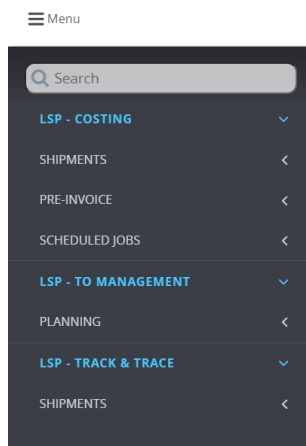 Menu
Search
LSP - COSTING
SHIPMENTS
PRE-INVOICE
SCHEDULED JOBS
LSP - TO MANAGEMENT
PLANNING
LSP - TRACK & TRACE
SHIPMENTS